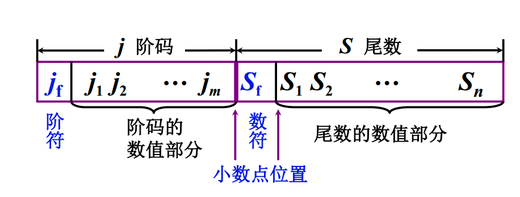 j 阶码 S 尾数
jf j1 j2 ⋯ jm Sf S1 S2 ⋯ Sn
阶符 阶码的数值部分 数符 尾数的数值部分
小数点位置